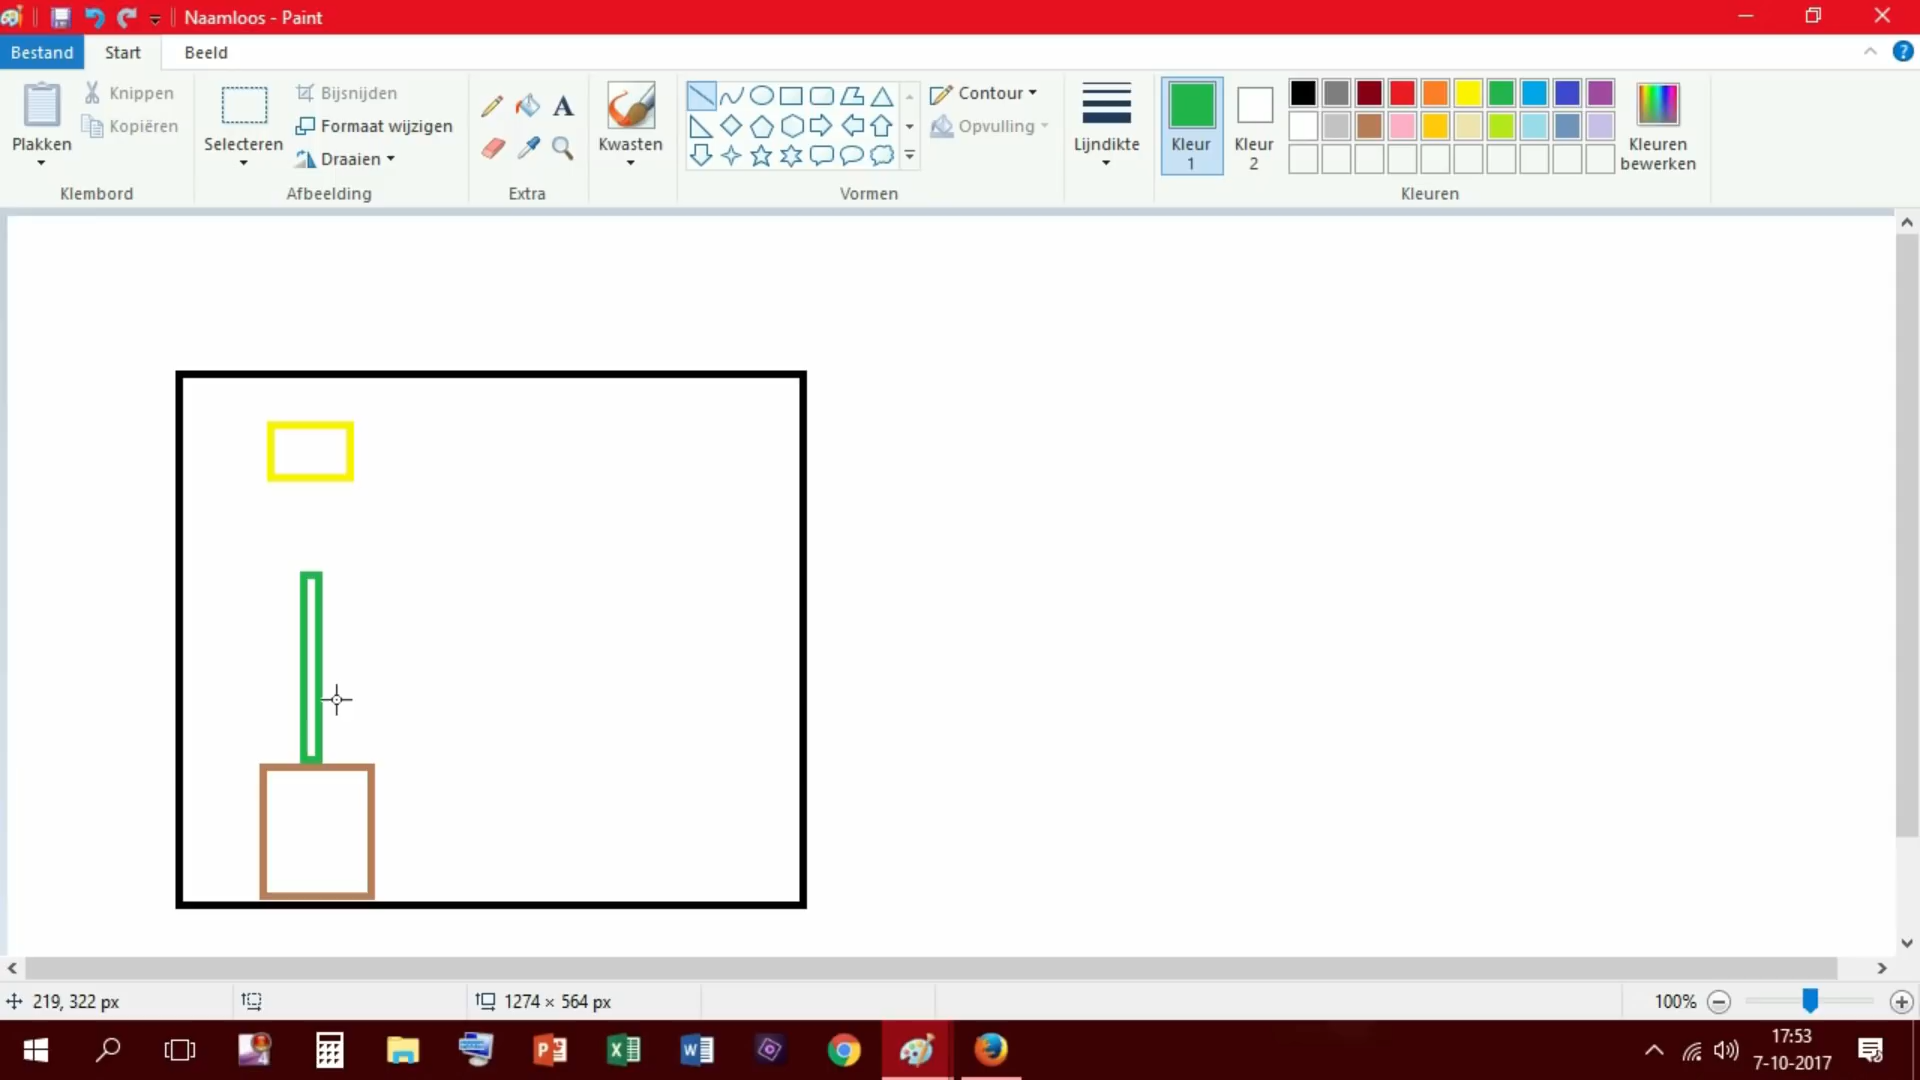 Naamloos - Paint
Bestand Start Beeld
Plakken
Knippen
Kopiëren
Klembord
Selecteren
Bijsnijden
Formaat wijzigen
Draaien
Afbeelding
A
Extra
Kwasten
Vormen
Contour
Opvulling
Lijndikte
Kleur
1
Kleur
2
Kleuren
bewerken
Kleuren
219, 322 px
1274 × 564 px
100%
17:53
7-10-2017